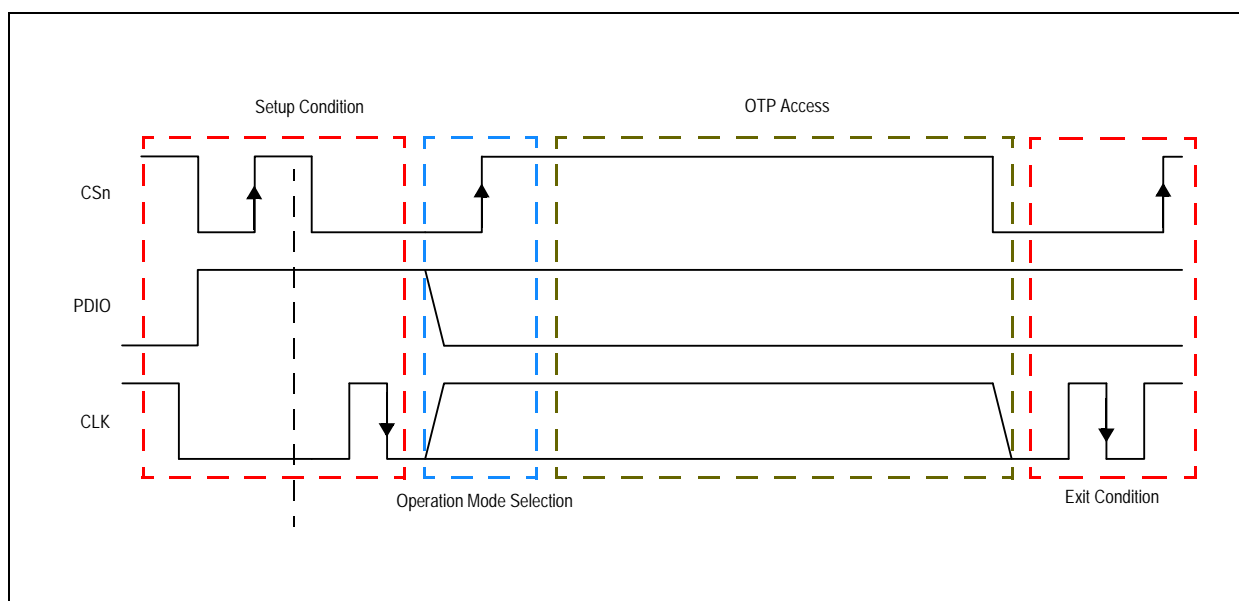 Setup Condition
OTP Access
CSn
PDIO
CLK
Operation Mode Selection
Exit Condition